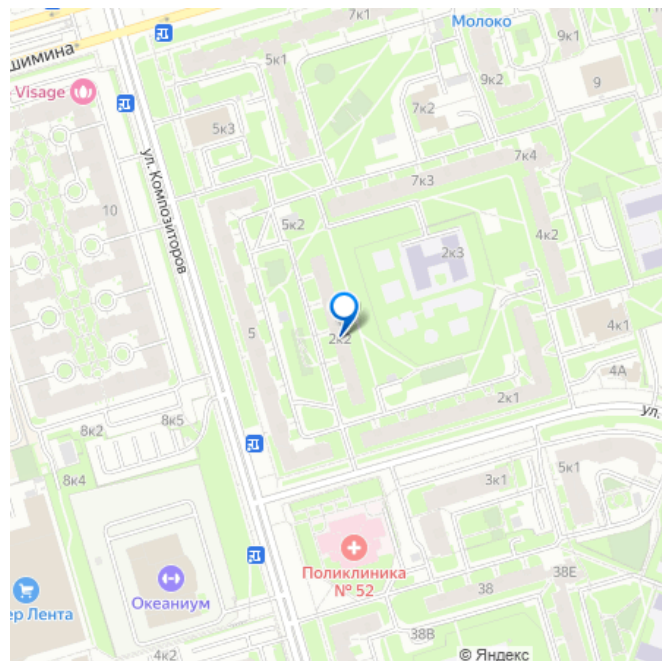 7к1
Молоко
шимина
9к1
5к1
9к2
9
Visage
7к2
5к3
7к4
ул. Композиторов
7к3
10
5к2
4к2
2к3
5
2к2
4к1
4А
2к1
Ул.
8к5
8к2
5к1
8к4
3к1
Поликлиника
№ 52
38Е
Океаниум
38
ер Лента
38В
4к2
© Яндекс